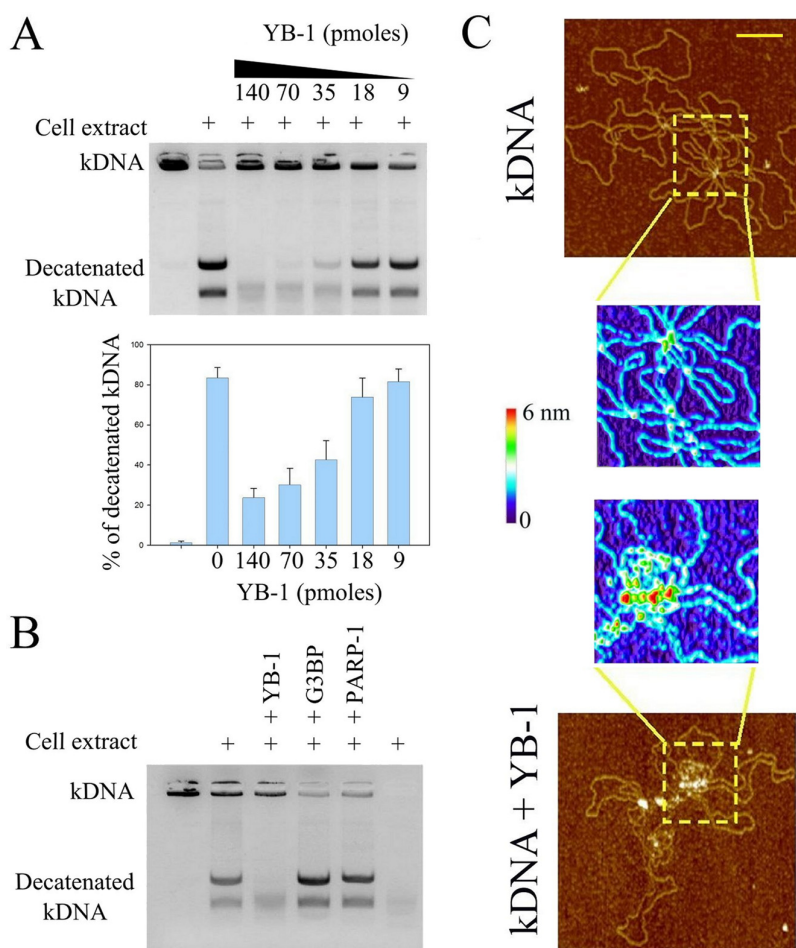 A
YB-1 (pmoles)
140 70 35 18 9
Cell extract + + + + + +
kDNA
Decatenated
kDNA
% of decatenated kDNA
100
80
60
40
20
0
0 140 70 35 18 9
YB-1 (pmoles)
B
+ YB-1
+ G3BP
+ PARP-1
Cell extract + + + + +
kDNA
Decatenated
kDNA
C
kDNA
6 nm
0
kDNA + YB-1